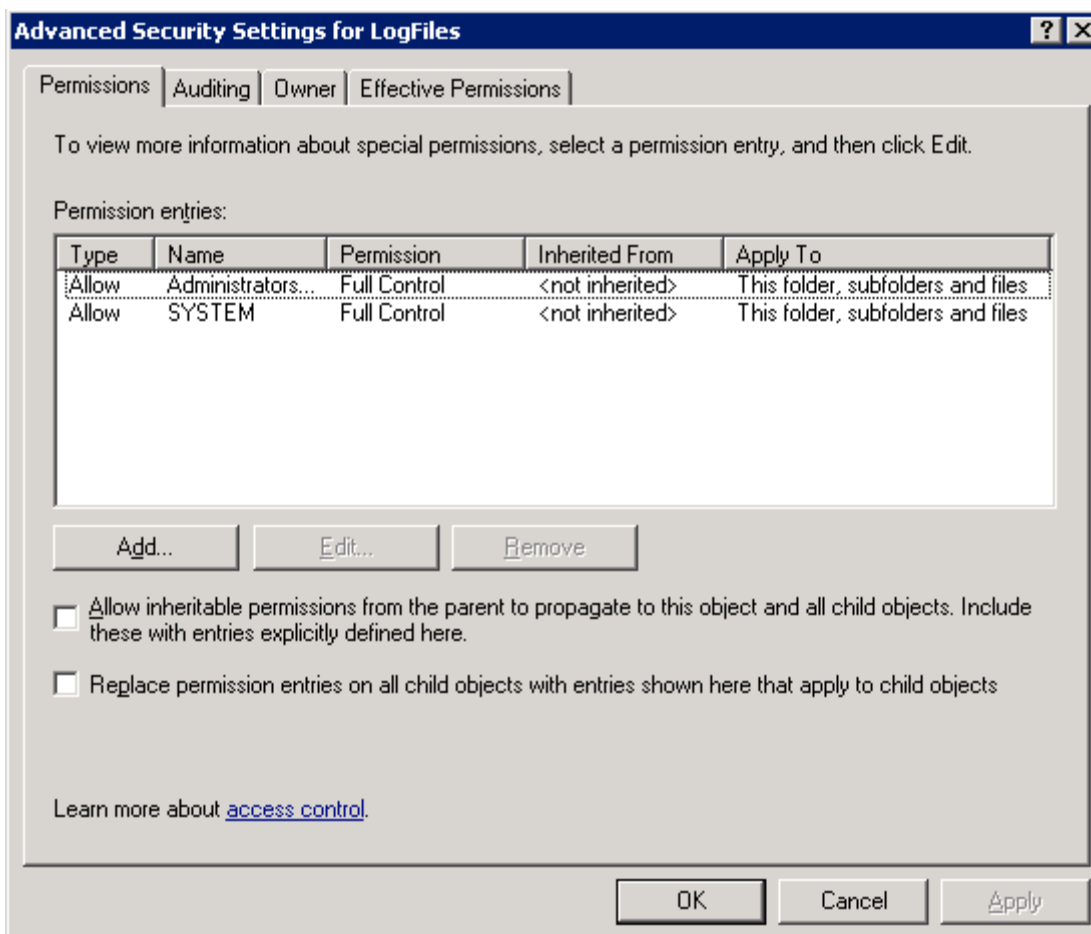 Advanced Security Settings for LogFiles
Permissions Auditing Owner Effective Permissions
To view more information about special permissions, select a permission entry, and then click Edit.
Permission entries:
Type Name Permission Inherited From Apply To
Allow Administrators... Full Control <not inherited> This folder, subfolders and files
Allow SYSTEM Full Control <not inherited> This folder, subfolders and files
Add... Edit... Remove
Allow inheritable permissions from the parent to propagate to this object and all child objects. Include
these with entries explicitly defined here.
Replace permission entries on all child objects with entries shown here that apply to child objects
Learn more about access control.
OK Cancel Apply